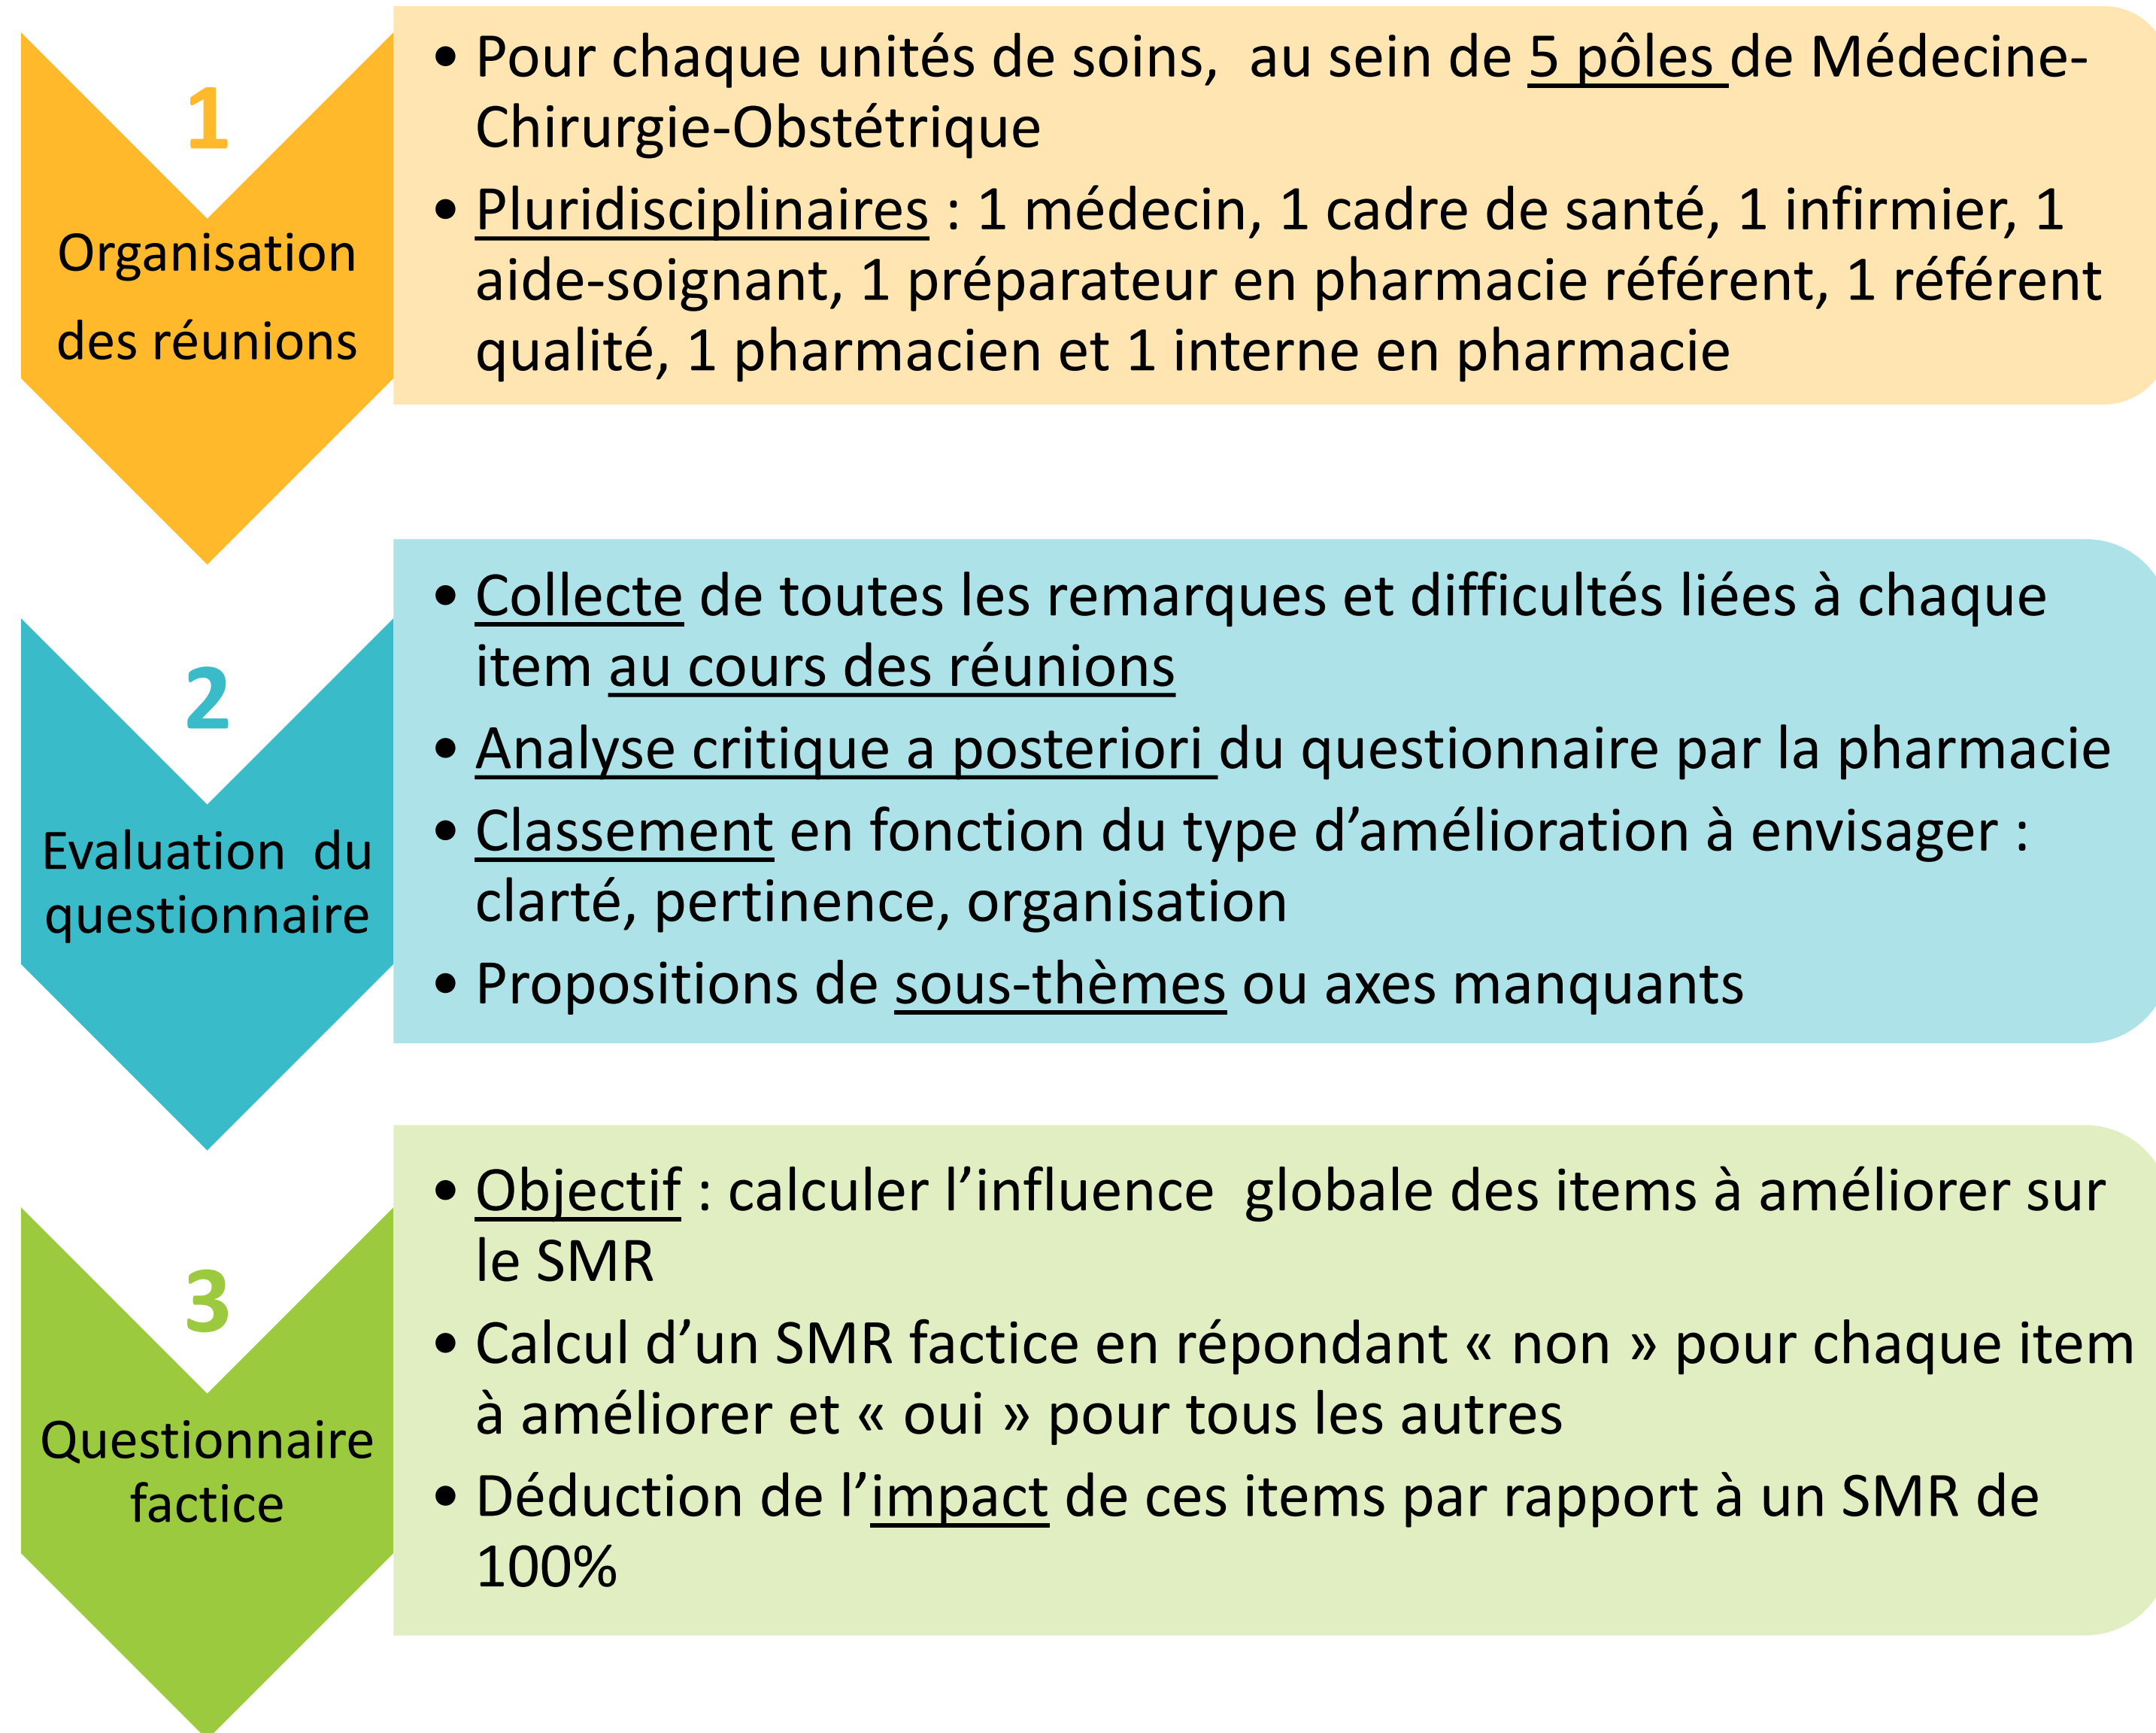 1
Organisation
des réunions
• Pour chaque unités de soins,  au sein de 5 pôles de Médecine-
Chirurgie-Obstétrique
• Pluridisciplinaires : 1 médecin, 1 cadre de santé, 1 infirmier, 1
aide-soignant, 1 préparateur en pharmacie référent, 1 référent
qualité, 1 pharmacien et 1 interne en pharmacie
2
Evaluation  du
questionnaire
• Collecte de toutes les remarques et difficultés liées à chaque
item au cours des réunions
• Analyse critique a posteriori du questionnaire par la pharmacie
• Classement en fonction du type d’amélioration à envisager :
clarté, pertinence, organisation
• Propositions de sous-thèmes ou axes manquants
3
Questionnaire
factice
• Objectif : calculer l’influence  globale des items à améliorer sur
le SMR
• Calcul d’un SMR factice en répondant « non » pour chaque item
à améliorer et « oui » pour tous les autres
• Déduction de l’impact de ces items par rapport à un SMR de
100%